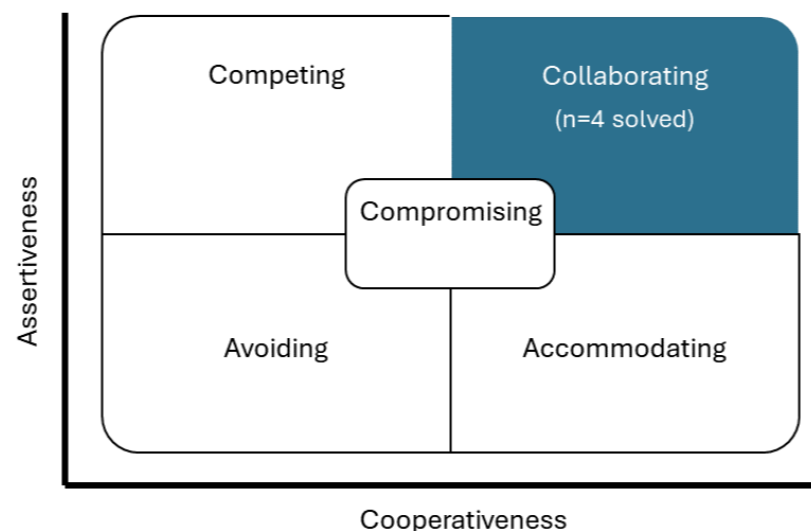 Competing
Collaborating
(n=4 solved)
Compromising
Avoiding
Accommodating
Assertiveness
Cooperativeness